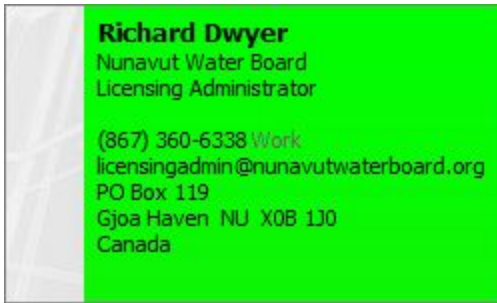 Richard Dwyer
Nunavut Water Board
Licensing Administrator
(867) 360-6338 Work
licensingadmin@nunavutwaterboard.org
PO Box 119
Gjoa Haven NU X0B 1J0
Canada